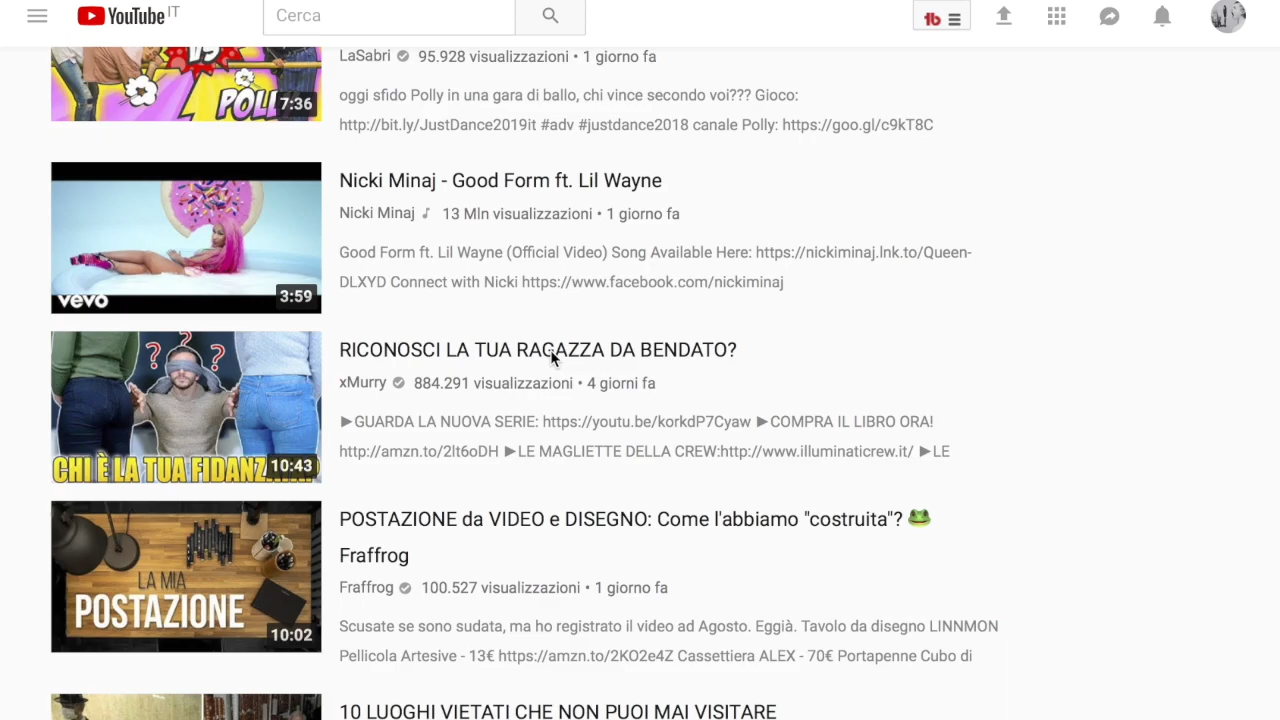 YouTube IT
Cerca
tb
15
POLLY
7:36
LaSabri 95.928 visualizzazioni • 1 giorno fa
oggi sfido Polly in una gara di ballo, chi vince secondo voi??? Gioco:
http://bit.ly/JustDance2019it #adv #justdance2018 canale Polly: https://goo.gl/c9kT8C
vevo
3:59
Nicki Minaj - Good Form ft. Lil Wayne
Nicki Minaj 13 Mln visualizzazioni • 1 giorno fa
Good Form ft. Lil Wayne (Official Video) Song Available Here: https://nickiminaj.lnk.to/Queen-
DLXYD Connect with Nicki https://www.facebook.com/nickiminaj
? ?
CHI È LA TUA
10:43
RICONOSCI LA TUA RAGAZZA DA BENDATO?
xMurry 884.291 visualizzazioni • 4 giorni fa
►GUARDA LA NUOVA SERIE: https://youtu.be/korkdP7Cyaw ►COMPRA IL LIBRO ORA!
http://amzn.to/2lt6oDH ►LE MAGLIETTE DELLA CREW:http://www.illuminaticrew.it/ ►LE
LA MIA
POSTAZIONE
10:02
POSTAZIONE da VIDEO e DISEGNO: Come l'abbiamo "costruita"? 🐸
Fraffrog
Fraffrog 100.527 visualizzazioni • 1 giorno fa
Scusate se sono sudata, ma ho registrato il video ad Agosto. Eggià. Tavolo da disegno LINNMON
Pellicola Artesive - 13€ https://amzn.to/2KO2e4Z Cassettiera ALEX - 70€ Portapenne Cubo di
10 LUOGHI VIETATI CHE NON PUOI MAI VISITARE